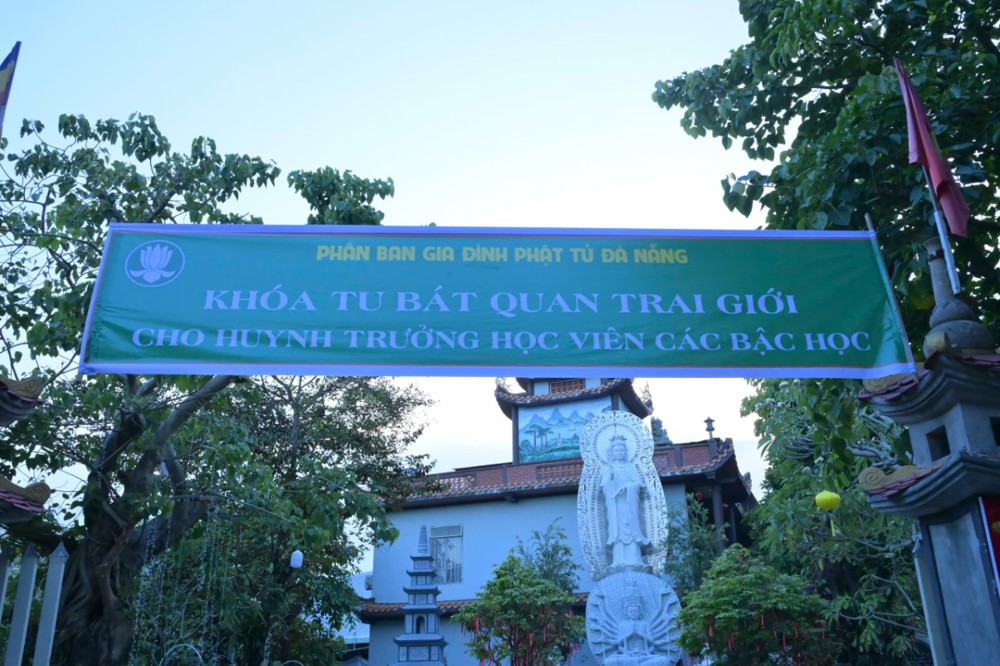 PHÂN BAN GIA ĐÌNH PHẬT TỬ ĐÀ NẴNG
KHÓA TU BÁT QUAN TRAI GIỚI
CHO HUYNH TRƯỞNG HỌC VIÊN CÁC BẬC HỌC